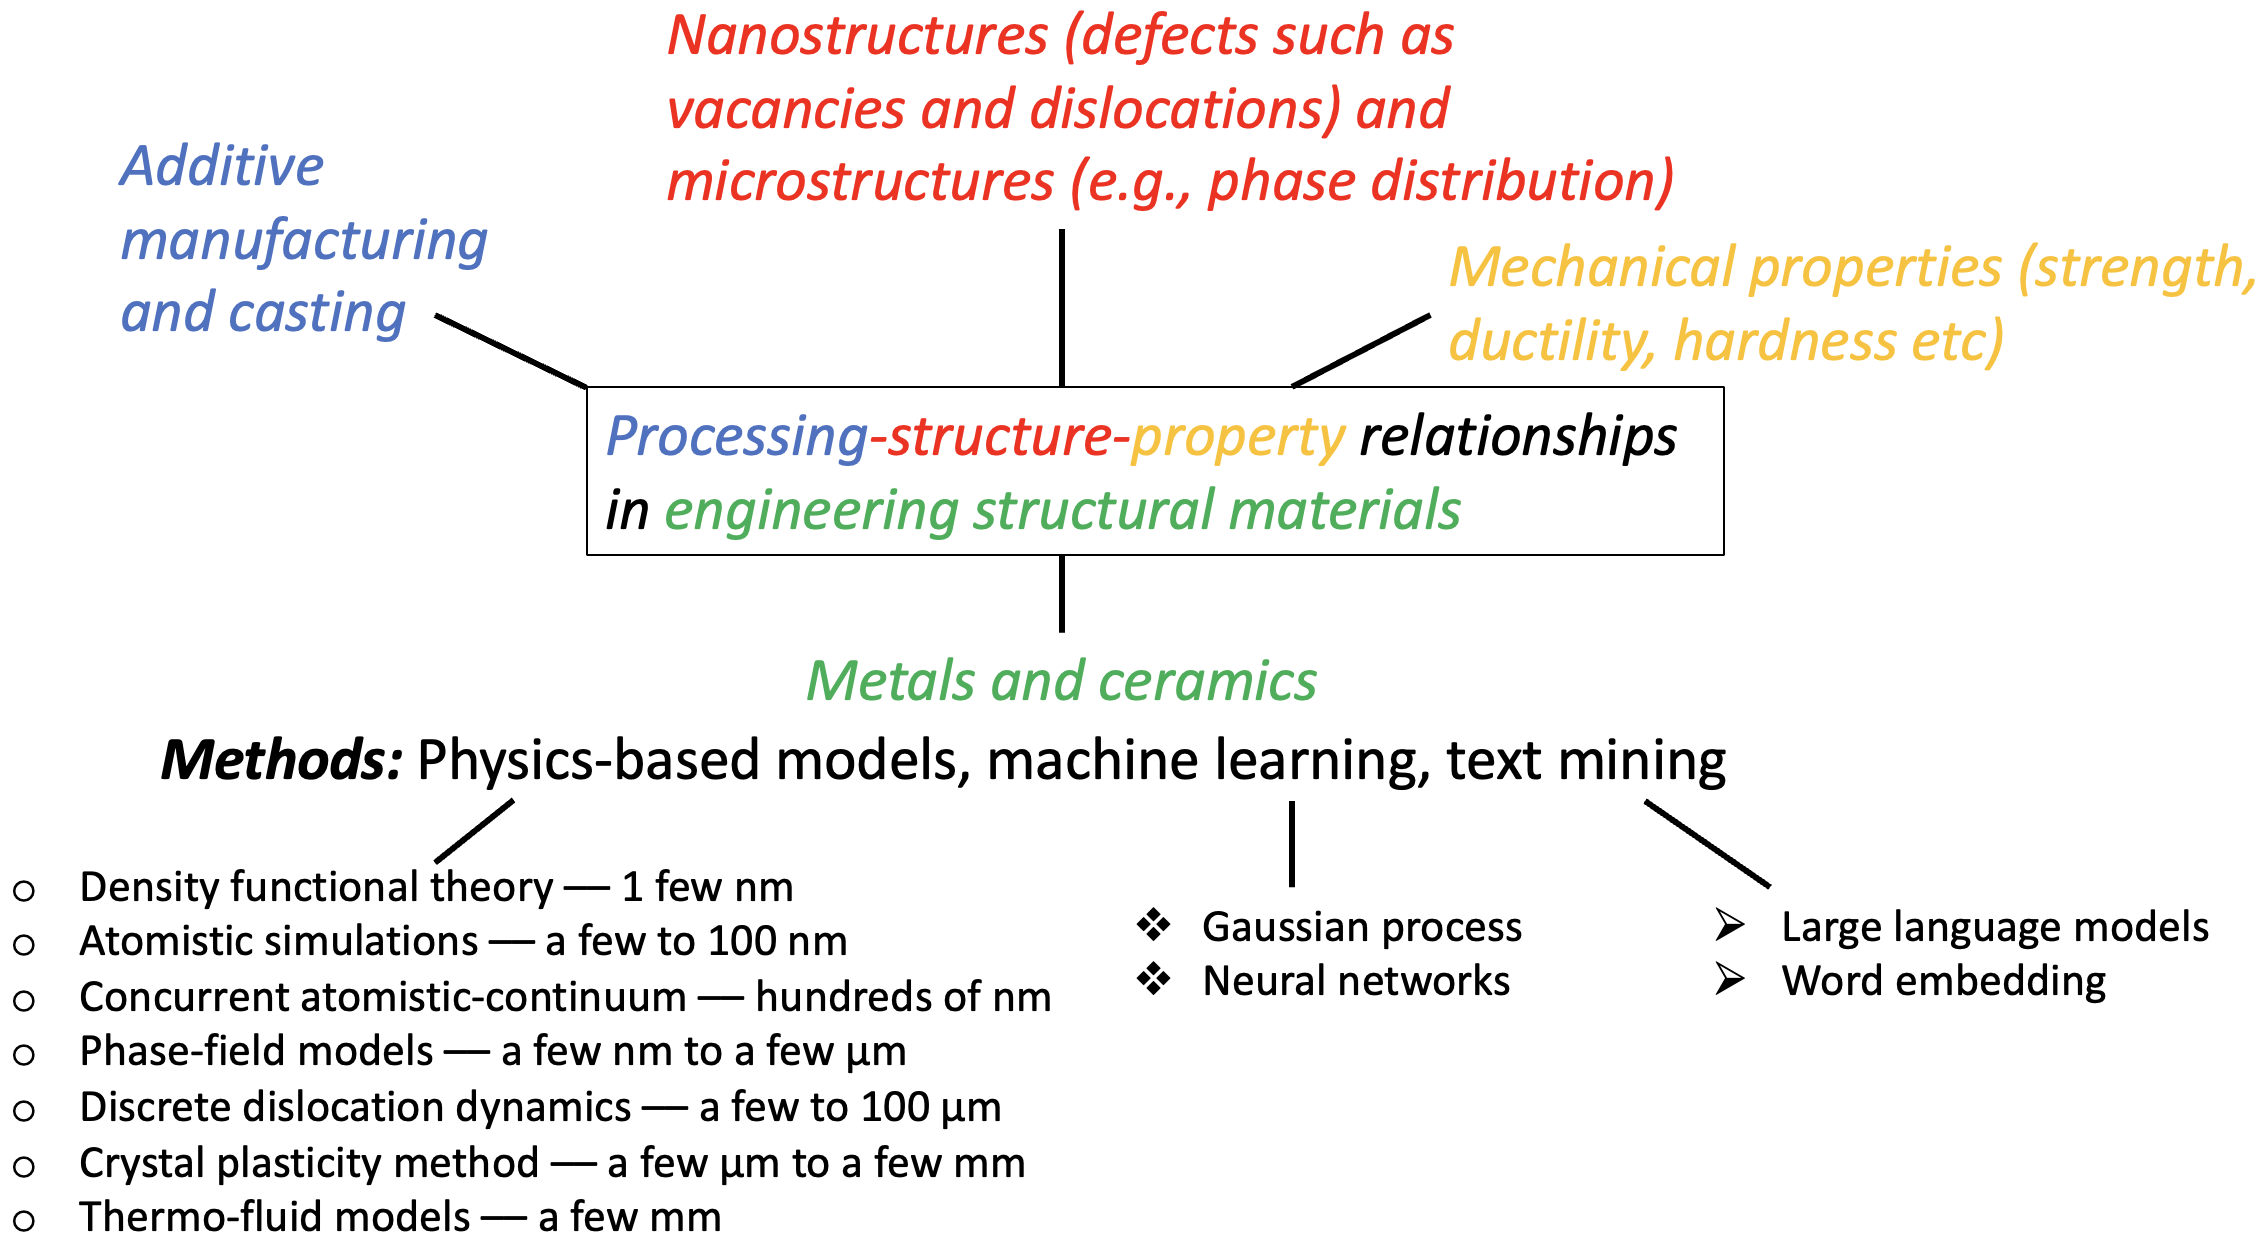 Nanostructures (defects such as
vacancies and dislocations) and
microstructures (e.g., phase distribution)
Additive
manufacturing
and casting
Mechanical properties (strength,
ductility, hardness etc)
Processing-structure-property relationships
in engineering structural materials
Metals and ceramics
Methods: Physics-based models, machine learning, text mining
Density functional theory — 1 few nm
Atomistic simulations — a few to 100 nm
Concurrent atomistic-continuum — hundreds of nm
Phase-field models — a few nm to a few μm
Discrete dislocation dynamics — a few to 100 μm
Crystal plasticity method — a few μm to a few mm
Thermo-fluid models — a few mm
Gaussian process
Neural networks
Large language models
Word embedding